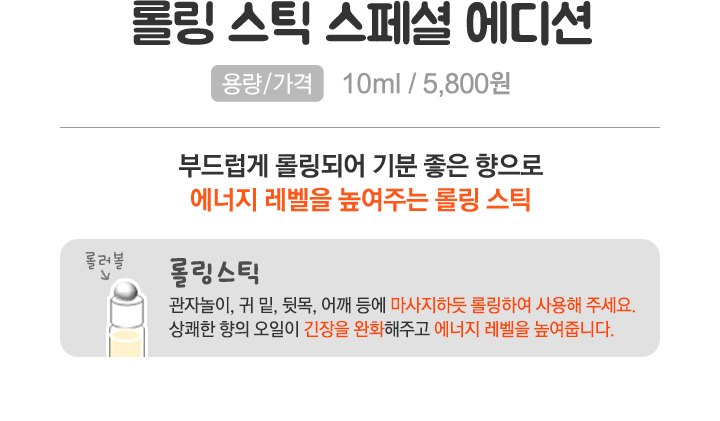 롤링 스틱 스페셜 에디션
용량/가격 10ml / 5,800원
부드럽게 롤링되어 기분 좋은 향으로
에너지 레벨을 높여주는 롤링 스틱
롤러볼
롤링스틱
관자놀이, 귀 밑, 뒷목, 어깨 등에 마사지하듯 롤링하여 사용해 주세요.
상쾌한 향의 오일이 긴장을 완화해주고 에너지 레벨을 높여줍니다.